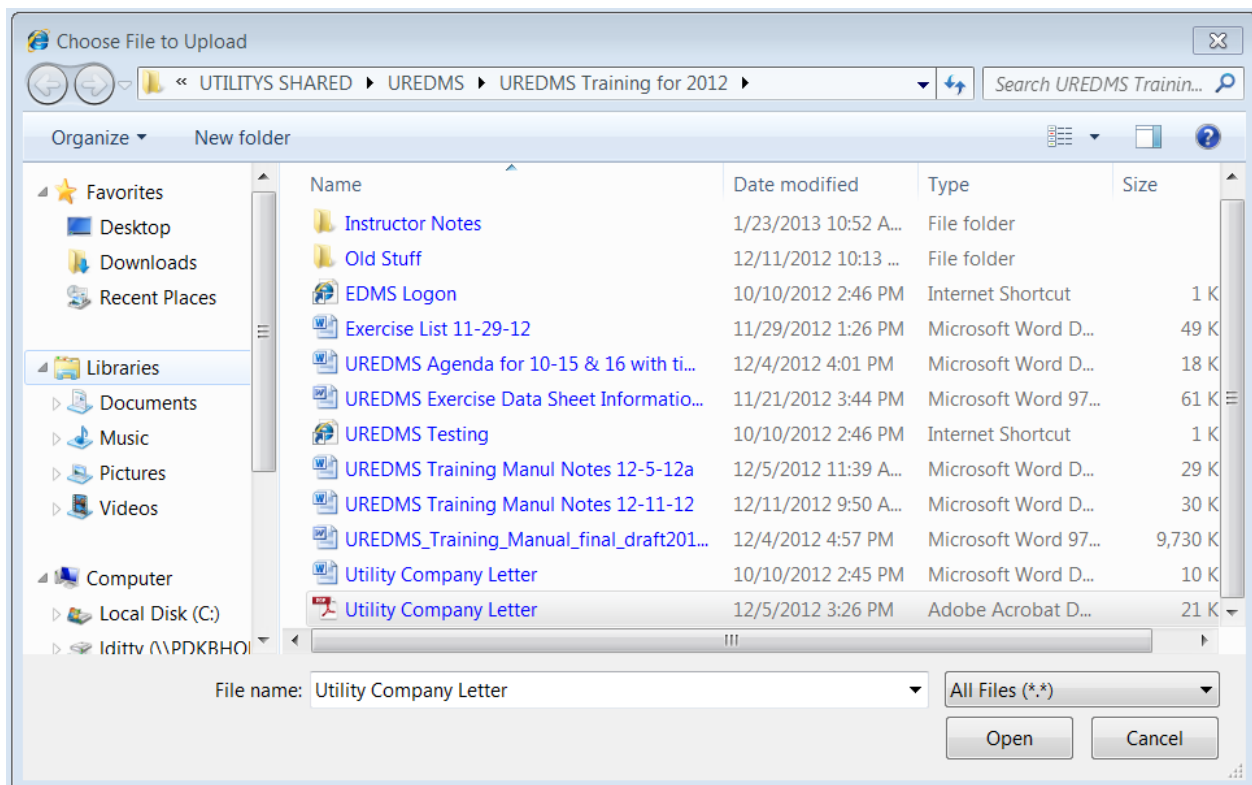 Choose File to Upload
« UTILITYS SHARED UREDMS UREDMS Training for 2012
Search UREDMS Trainin...
Organize New folder
Favorites
Desktop
Downloads
Recent Places
Libraries
Documents
Music
Pictures
Videos
Computer
Local Disk (C:)
lditty (\\PDKBHO
Name Date modified Type Size
Instructor Notes 1/23/2013 10:52 A... File folder
Old Stuff 12/11/2012 10:13 ... File folder
EDMS Logon 10/10/2012 2:46 PM Internet Shortcut 1 K
Exercise List 11-29-12 11/29/2012 1:26 PM Microsoft Word D... 49 K
UREDMS Agenda for 10-15 & 16 with ti... 12/4/2012 4:01 PM Microsoft Word D... 18 K
UREDMS Exercise Data Sheet Informatio... 11/21/2012 3:44 PM Microsoft Word 97... 61 K
UREDMS Testing 10/10/2012 2:46 PM Internet Shortcut 1 K
UREDMS Training Manul Notes 12-5-12a 12/5/2012 11:39 A... Microsoft Word D... 29 K
UREDMS Training Manul Notes 12-11-12 12/11/2012 9:50 A... Microsoft Word D... 30 K
UREDMS_Training_Manual_final_draft201... 12/4/2012 4:57 PM Microsoft Word 97... 9,730 K
Utility Company Letter 10/10/2012 2:45 PM Microsoft Word D... 10 K
Utility Company Letter 12/5/2012 3:26 PM Adobe Acrobat D... 21 K
File name: Utility Company Letter All Files (*.*)
Open Cancel